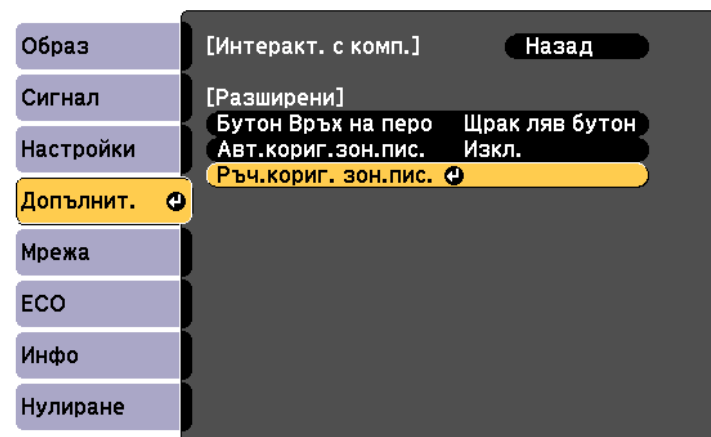 Образ
Сигнал
Настройки
Допълнит.
Мрежа
ECO
Инфо
Нулиране
[Интеракт. с комп.] Назад
[Разширени]
Бутон Връх на перо Щрак ляв бутон
Авт.кориг.зон.пис. Изкл.
Ръч.кориг. зон.пис.